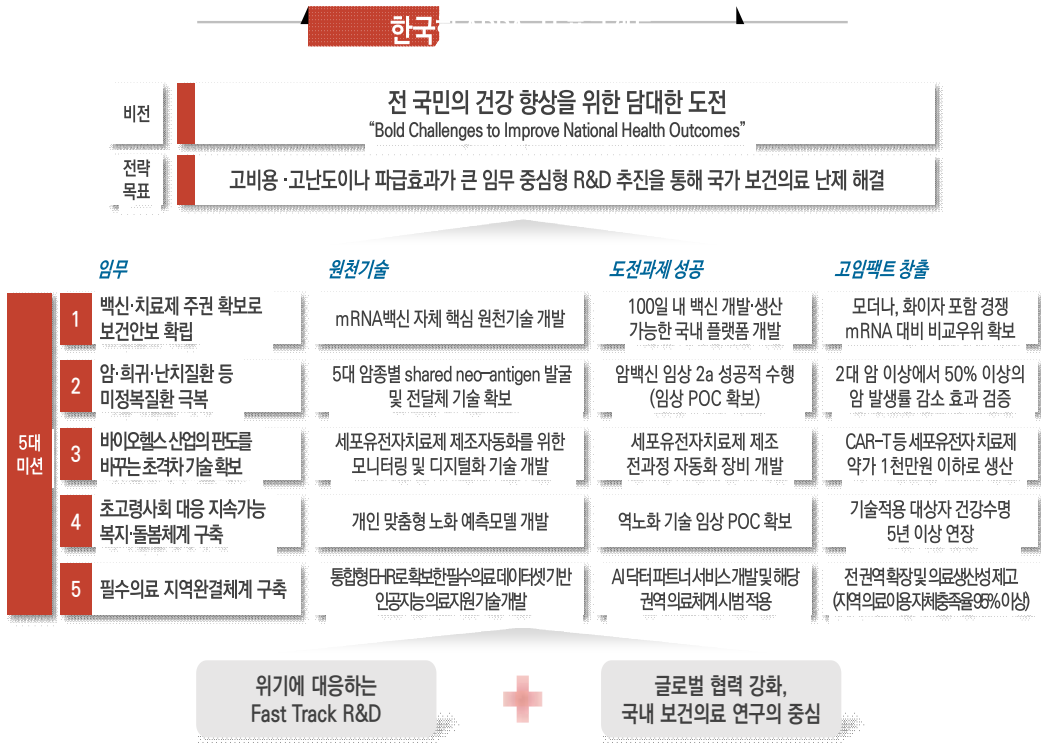 한국형
비전
전 국민의 건강 향상을 위한 담대한 도전
“Bold Challenges to Improve National Health Outcomes”
전략
목표
고비용·고난도이나 파급효과가 큰 임무 중심형 R&D 추진을 통해 국가 보건의료 난제 해결
임무 원천기술 도전과제 성공 고임팩트 창출
5대
미션
1
백신·치료제 주권 확보로
보건안보 확립
mRNA백신 자체 핵심 원천기술 개발
100일 내 백신 개발·생산
가능한 국내 플랫폼 개발
모더나, 화이자 포함 경쟁
mRNA 대비 비교우위 확보
2
암·희귀·난치질환 등
미정복질환 극복
5대 암종별 shared neo-antigen 발굴
및 전달체 기술 확보
암백신 임상 2a 성공적 수행
(임상 POC 확보)
2대 암 이상에서 50% 이상의
암 발생률 감소 효과 검증
3
바이오헬스 산업의 판도를
바꾸는 초격차 기술 확보
세포유전자치료제 제조자동화를 위한
모니터링 및 디지털화 기술 개발
세포유전자치료제 제조
전과정 자동화 장비 개발
CAR-T 등 세포유전자 치료제
약가 1천만원 이하로 생산
4
초고령사회 대응 지속가능
복지·돌봄체계 구축
개인 맞춤형 노화 예측모델 개발
역노화 기술 임상 POC 확보
기술적용 대상자 건강수명
5년 이상 연장
5
필수의료 지역완결체계 구축
통합형 EHR로 확보한 필수의료 데이터셋 기반
인공지능 의료지원 기술 개발
AI 닥터 파트너 서비스 개발 및 해당
권역 의료체계 시범 적용
전 권역 확장 및 의료생산성 제고
(지역 의료이용 자체충족율 95% 이상)
위기에 대응하는
Fast Track R&D
글로벌 협력 강화,
국내 보건의료 연구의 중심